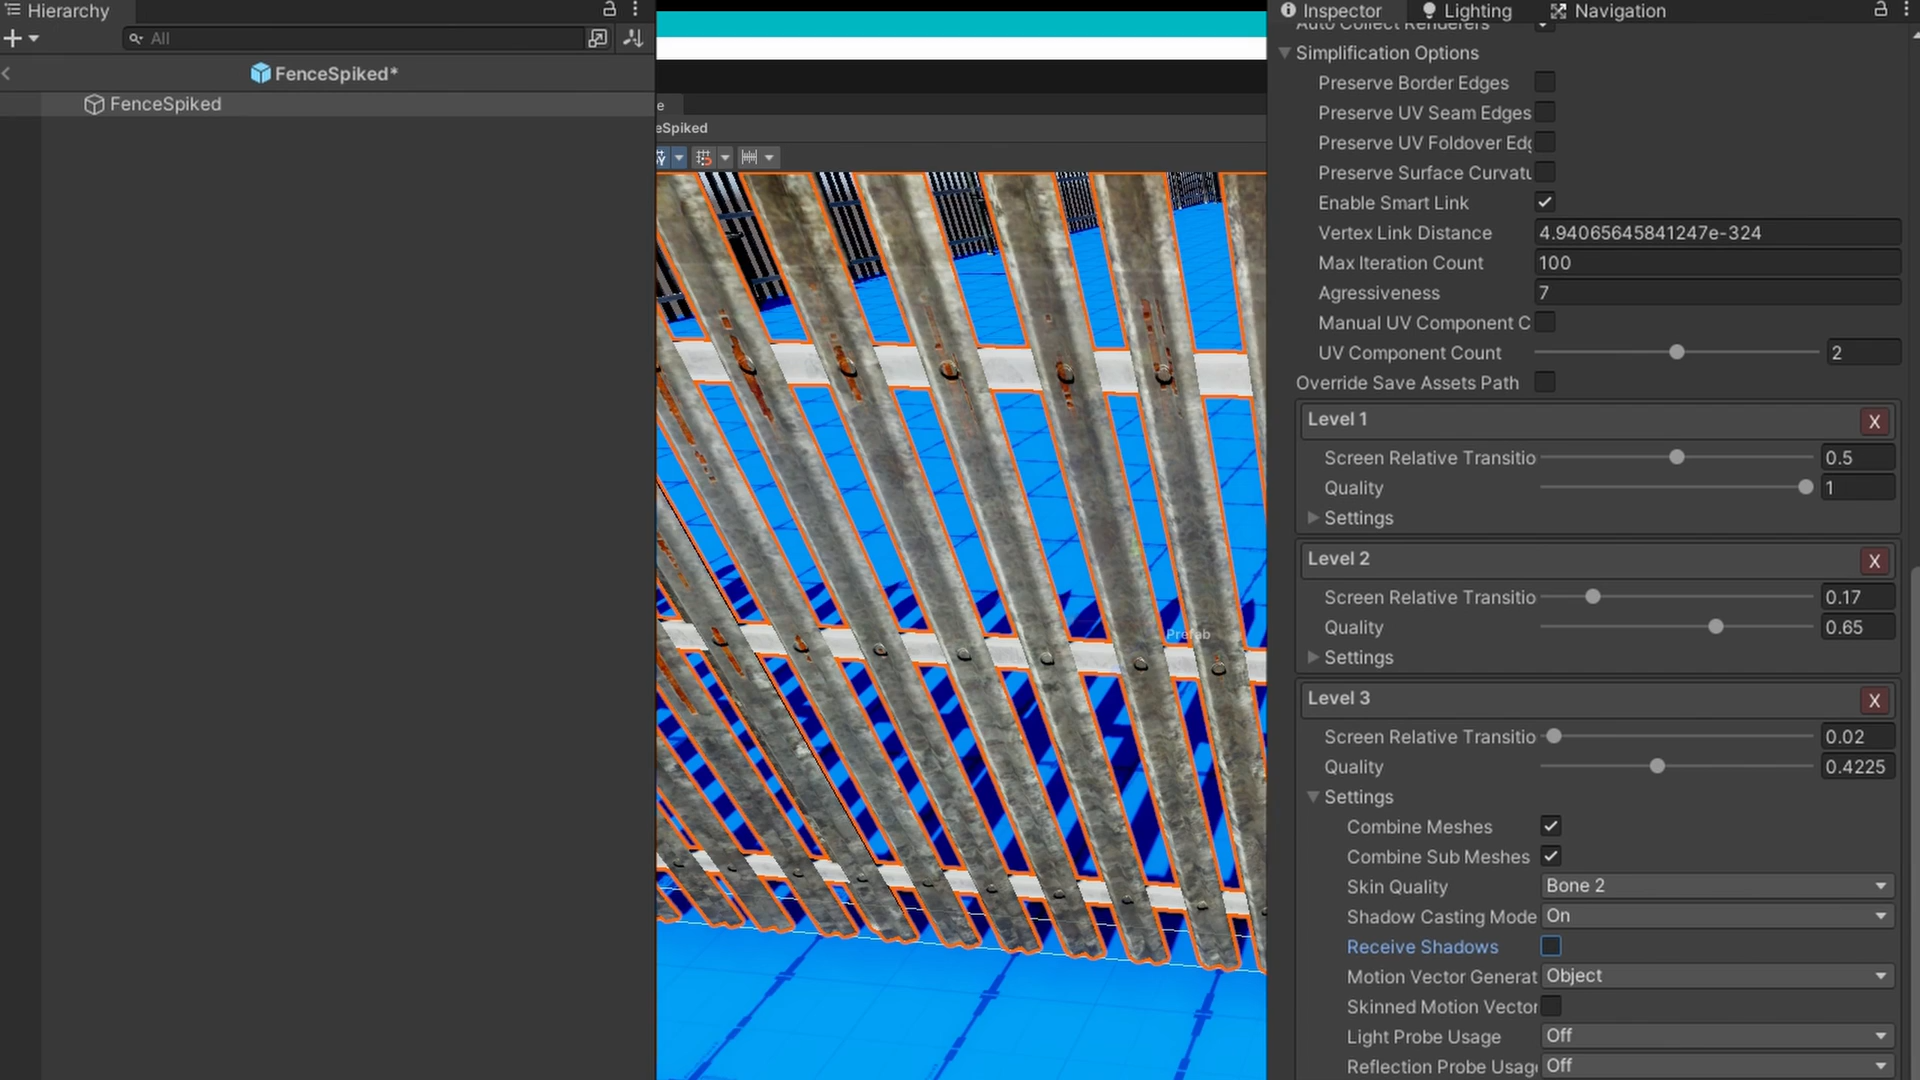 Hierarchy
All
FenceSpiked*
FenceSpiked
e
eSpiked
Prefab
Inspector
Lighting
Navigation
Auto Collect Renderers
Simplification Options
Preserve Border Edges
Preserve UV Seam Edges
Preserve UV Foldover Edg
Preserve Surface Curvatu
Enable Smart Link
Vertex Link Distance 4.94065645841247e-324
Max Iteration Count 100
Agressiveness 7
Manual UV Component C
UV Component Count 2
Override Save Assets Path
Level 1 X
Screen Relative Transitio 0.5
Quality 1
Settings
Level 2 X
Screen Relative Transitio 0.17
Quality 0.65
Settings
Level 3 X
Screen Relative Transitio 0.02
Quality 0.4225
Settings
Combine Meshes
Combine Sub Meshes
Skin Quality Bone 2
Shadow Casting Mode On
Receive Shadows
Motion Vector Generat Object
Skinned Motion Vector
Light Probe Usage Off
Reflection Probe Usag Off